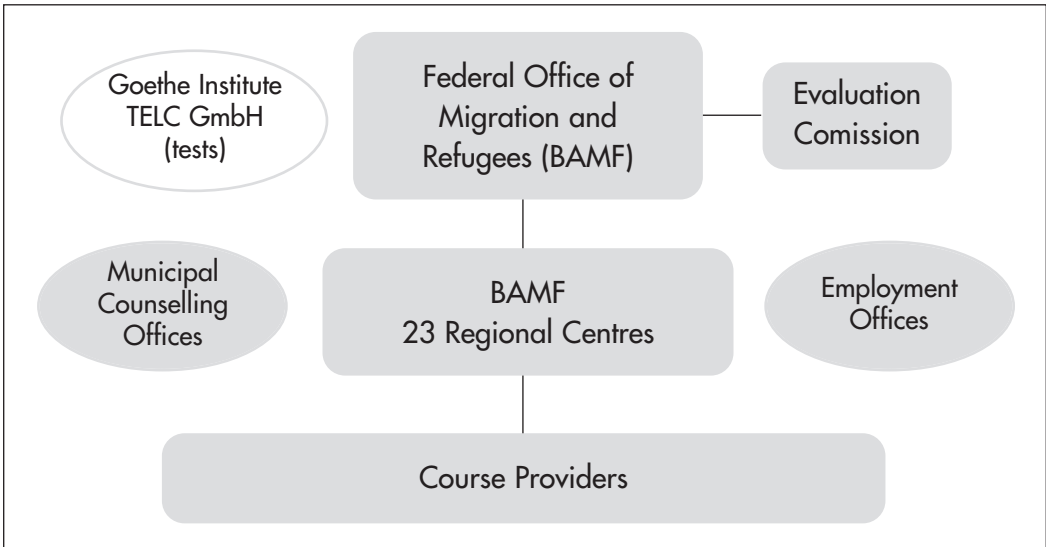 Goethe Institute
TELC GmbH
(tests)
Federal Office of
Migration and
Refugees (BAMF)
Evaluation
Comission
Municipal
Counselling
Offices
BAMF
23 Regional Centres
Employment
Offices
Course Providers